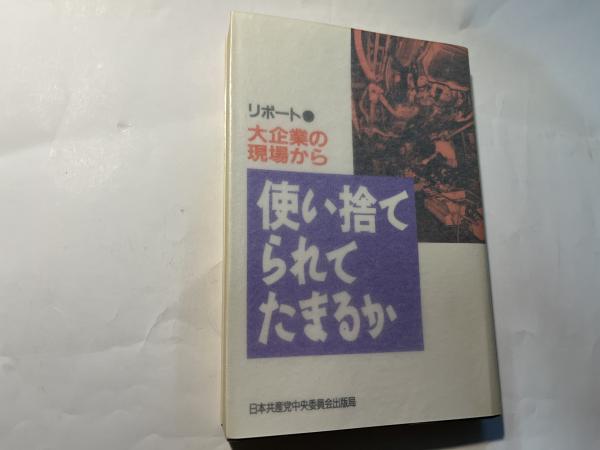 リポート●
大企業の
現場から
使い捨て
られて
たまるか
日本共産党中央委員会出版局